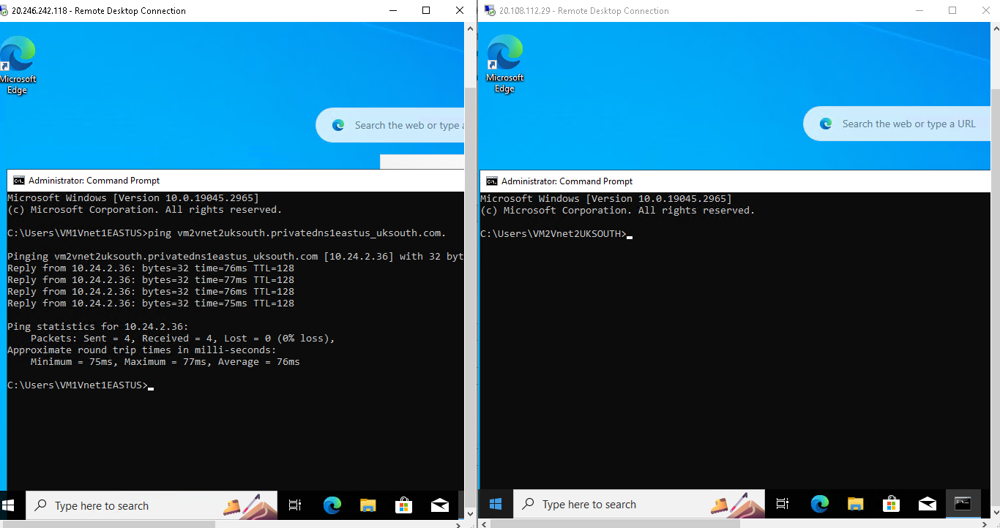 20.246.242.118 - Remote Desktop Connection
Microsoft
Edge
Search the web or type a
Administrator: Command Prompt
Microsoft Windows [Version 10.0.19045.2965]
(c) Microsoft Corporation. All rights reserved.
C:\Users\VM1Vnet1EASTUS>ping vm2vnet2uksouth.privatedns1eastus_uksouth.com.
Pinging vm2vnet2uksouth.privatedns1eastus_uksouth.com [10.24.2.36] with 32 byt
Reply from 10.24.2.36: bytes=32 time=76ms TTL=128
Reply from 10.24.2.36: bytes=32 time=77ms TTL=128
Reply from 10.24.2.36: bytes=32 time=76ms TTL=128
Reply from 10.24.2.36: bytes=32 time=75ms TTL=128
Ping statistics for 10.24.2.36:
    Packets: Sent = 4, Received = 4, Lost = 0 (0% loss),
Approximate round trip times in milli-seconds:
    Minimum = 75ms, Maximum = 77ms, Average = 76ms
C:\Users\VM1Vnet1EASTUS>
Type here to search
20.108.112.29 - Remote Desktop Connection
Microsoft
Edge
Search the web or type a URL
Administrator: Command Prompt
Microsoft Windows [Version 10.0.19045.2965]
(c) Microsoft Corporation. All rights reserved.
C:\Users\VM2Vnet2UKSOUTH>
Type here to search